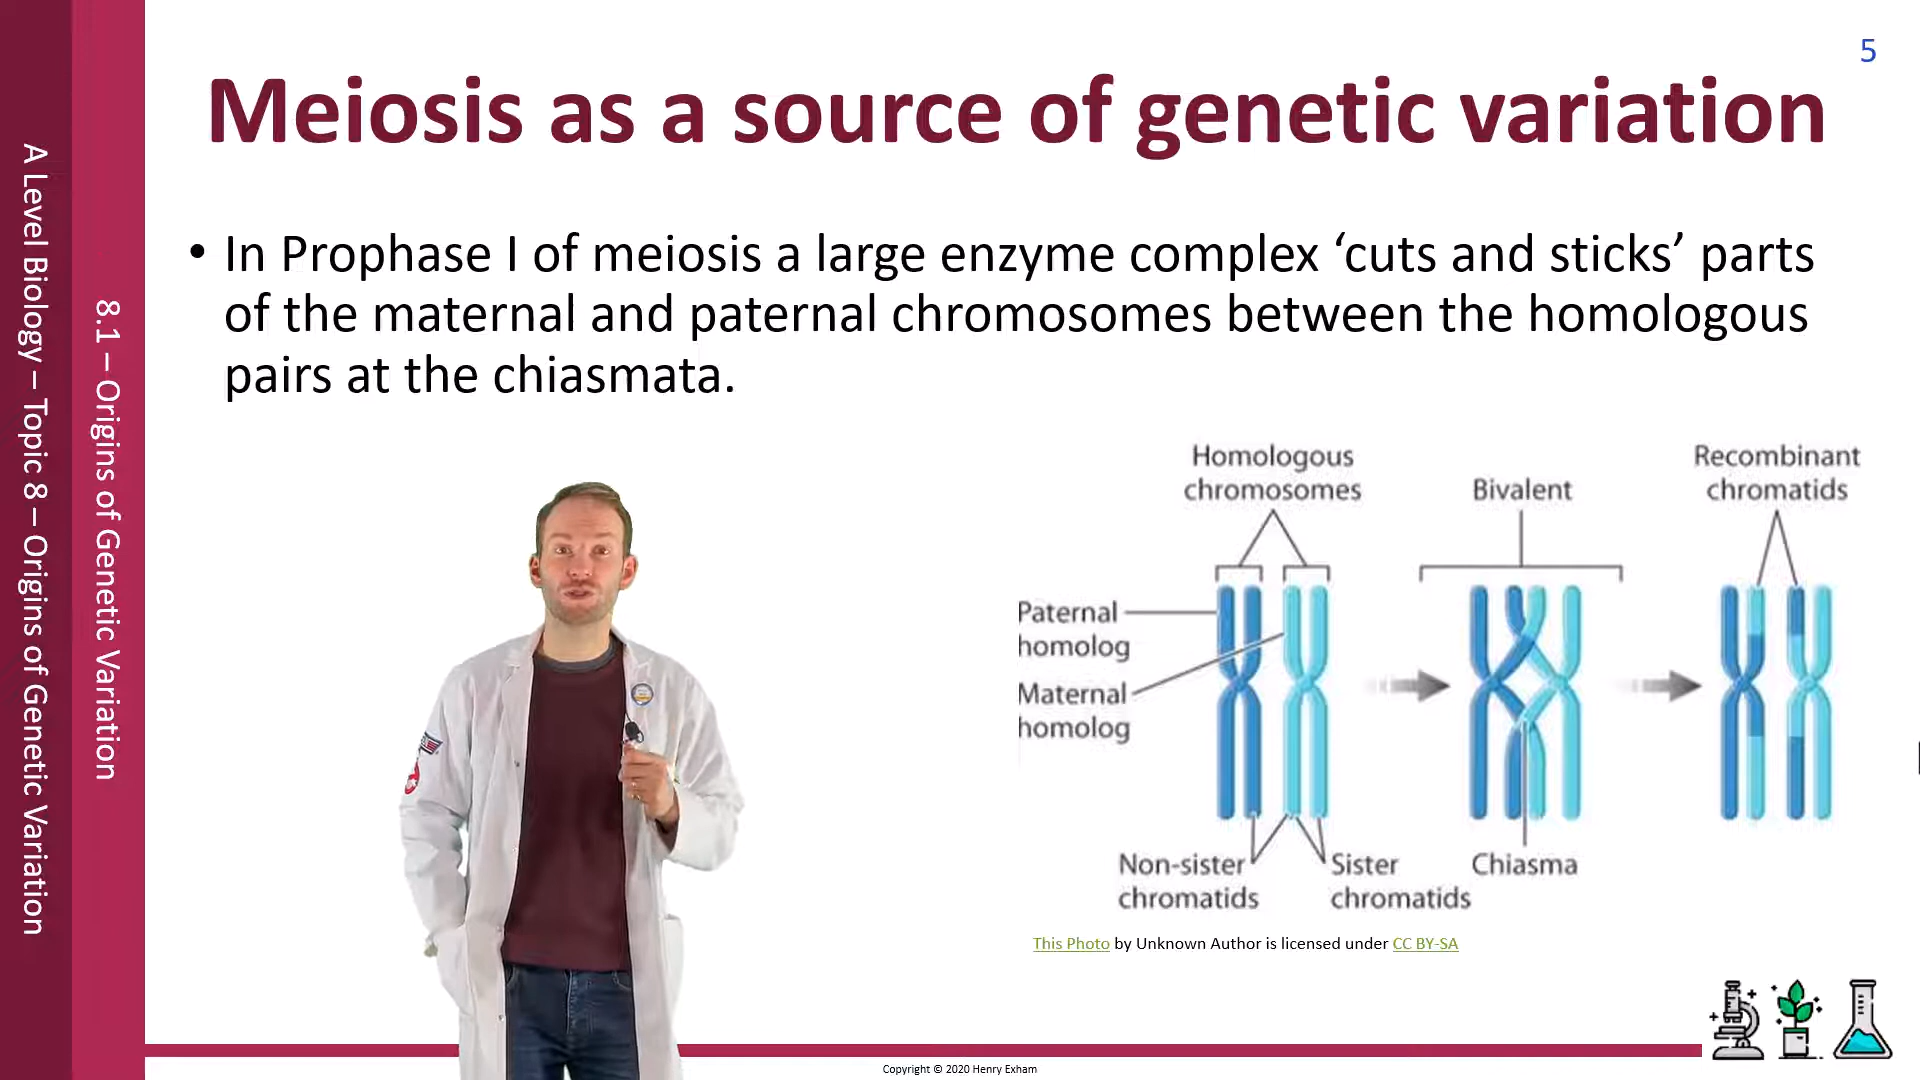 5
Meiosis as a source of genetic variation
A Level Biology – Topic 8 – Origins of Genetic Variation
8.1 – Origins of Genetic Variation
• In Prophase I of meiosis a large enzyme complex ‘cuts and sticks’ parts
of the maternal and paternal chromosomes between the homologous
pairs at the chiasmata.
Homologous
chromosomes
Bivalent
Recombinant
chromatids
Paternal
homolog
Maternal
homolog
Non-sister
chromatids
Sister
chromatids
Chiasma
This Photo by Unknown Author is licensed under CC BY-SA
Copyright © 2020 Henry Exham